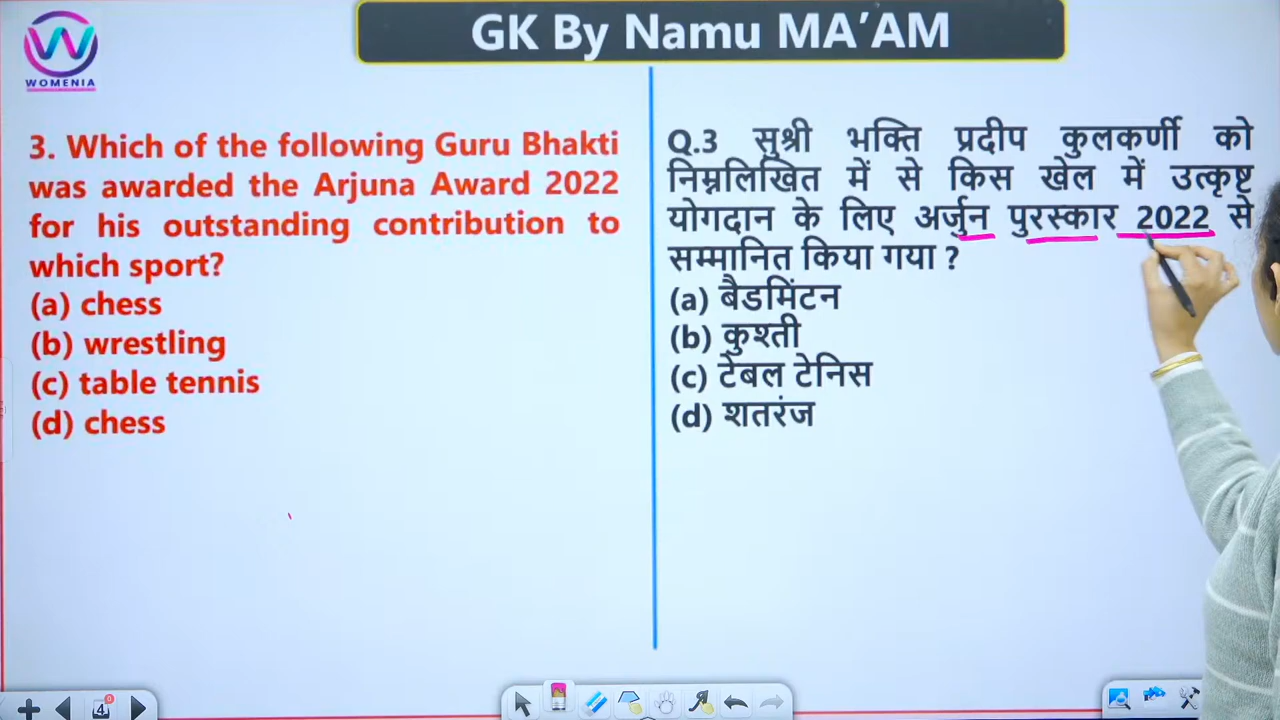 WOMENIA
GK By Namu MA’AM
3. Which of the following Guru Bhakti
was awarded the Arjuna Award 2022
for his outstanding contribution to
which sport?
(a) chess
(b) wrestling
(c) table tennis
(d) chess
Q.3 सुश्री भक्ति प्रदीप कुलकर्णी को
निम्नलिखित में से किस खेल में उत्कृष्ट
योगदान के लिए अर्जुन पुरस्कार 2022 से
सम्मानित किया गया ?
(a) बैडमिंटन
(b) कुश्ती
(c) टेबल टेनिस
(d) शतरंज
4
0